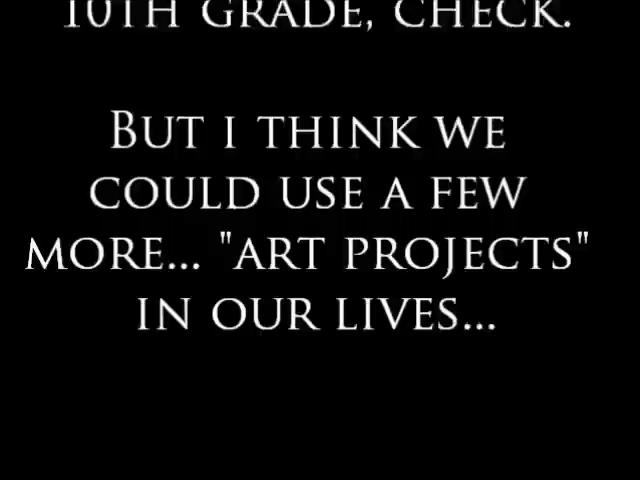 10TH GRADE, CHECK.
BUT I THINK WE
COULD USE A FEW
MORE... "ART PROJECTS"
IN OUR LIVES...